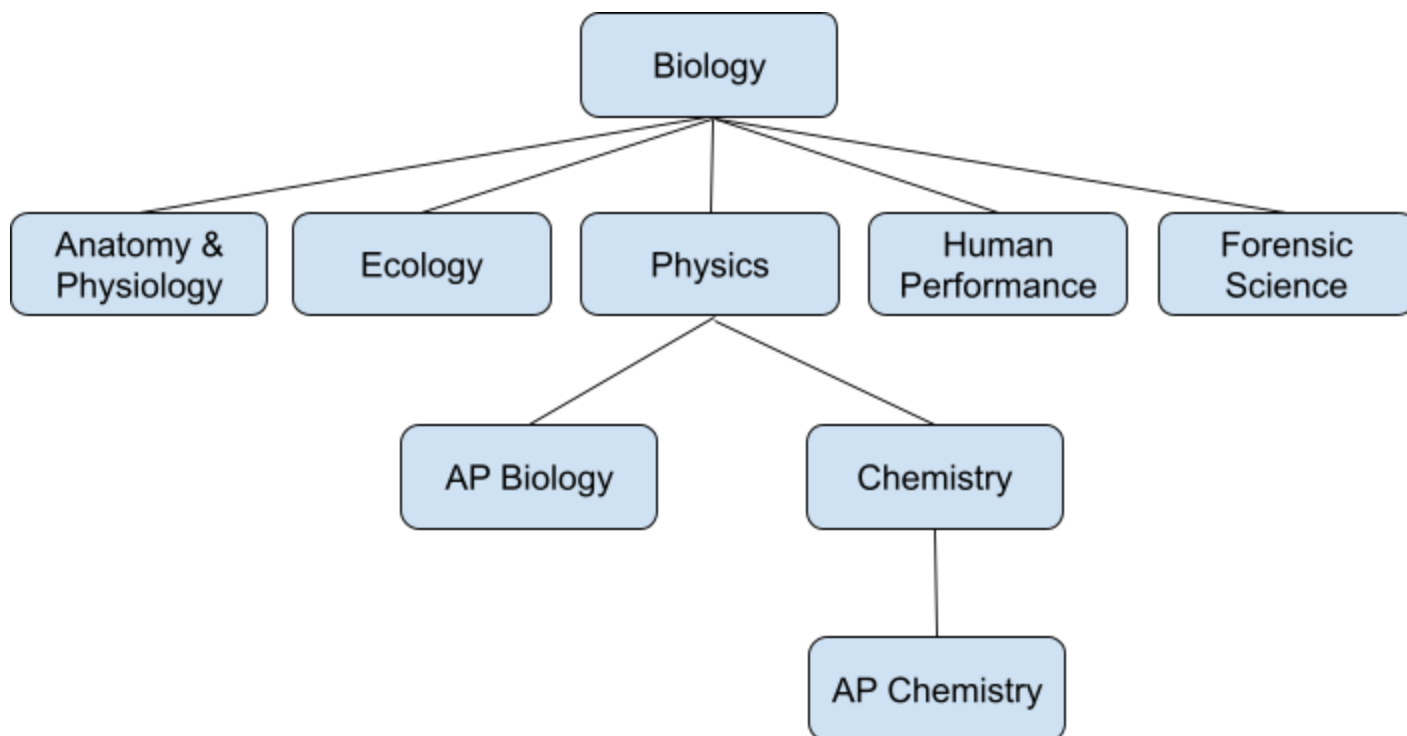 Biology
Anatomy &
Physiology
Ecology
Physics
Human
Performance
Forensic
Science
AP Biology
Chemistry
AP Chemistry